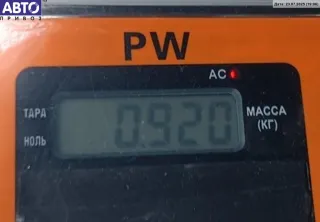 АВТО
ПРИВОЗ
PW
AC
ТАРА
НОЛЬ
0.920
МАССА
(КГ)